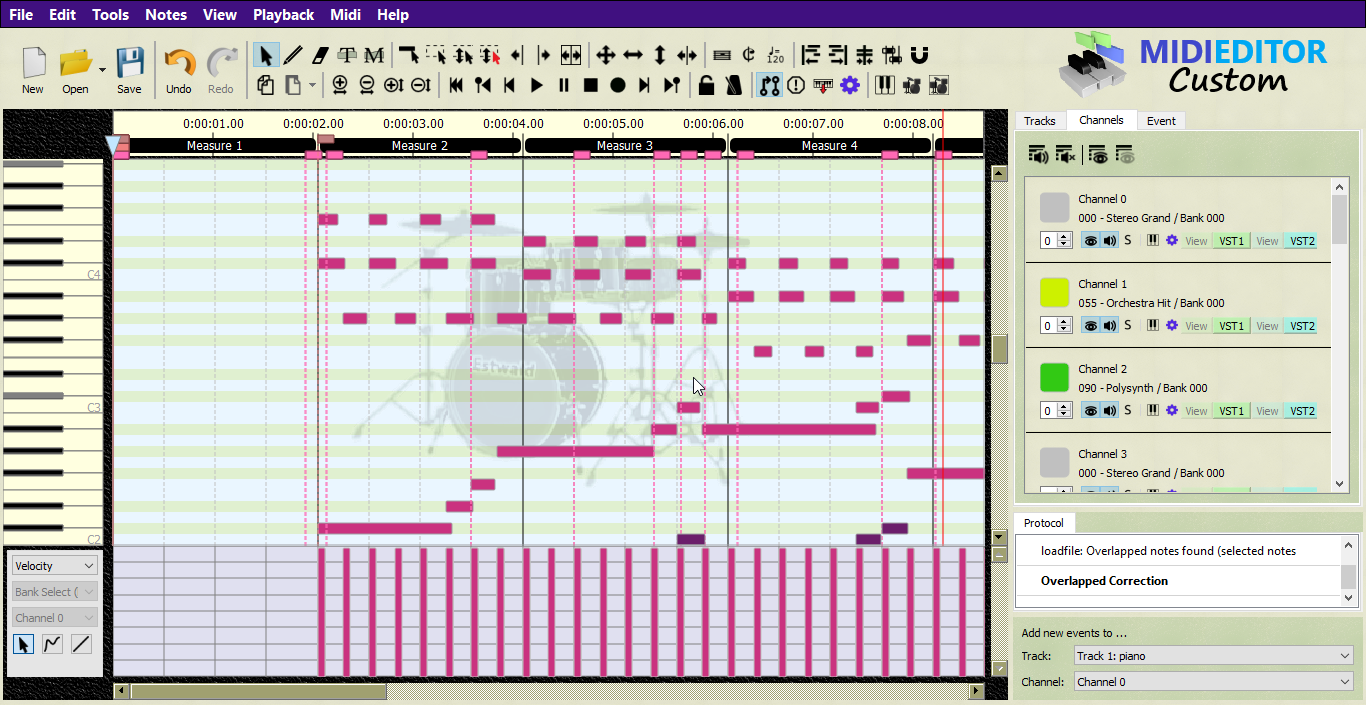 File Edit Tools Notes View Playback Midi Help
New Open Save Undo Redo
T M
120
MIDIEDITOR
Custom
0:00:01.00 0:00:02.00 0:00:03.00 0:00:04.00 0:00:05.00 0:00:06.00 0:00:07.00 0:00:08.00
Measure 1 Measure 2 Measure 3 Measure 4
C4
C3
C2
Estwald
Velocity
Bank Select (
Channel 0
Tracks Channels Event
Channel 0
000 - Stereo Grand / Bank 000
0 S View VST1 View VST2
Channel 1
055 - Orchestra Hit / Bank 000
0 S View VST1 View VST2
Channel 2
090 - Polysynth / Bank 000
0 S View VST1 View VST2
Channel 3
000 - Stereo Grand / Bank 000
Protocol
loadfile: Overlapped notes found (selected notes
Overlapped Correction
Add new events to ...
Track: Track 1: piano
Channel: Channel 0